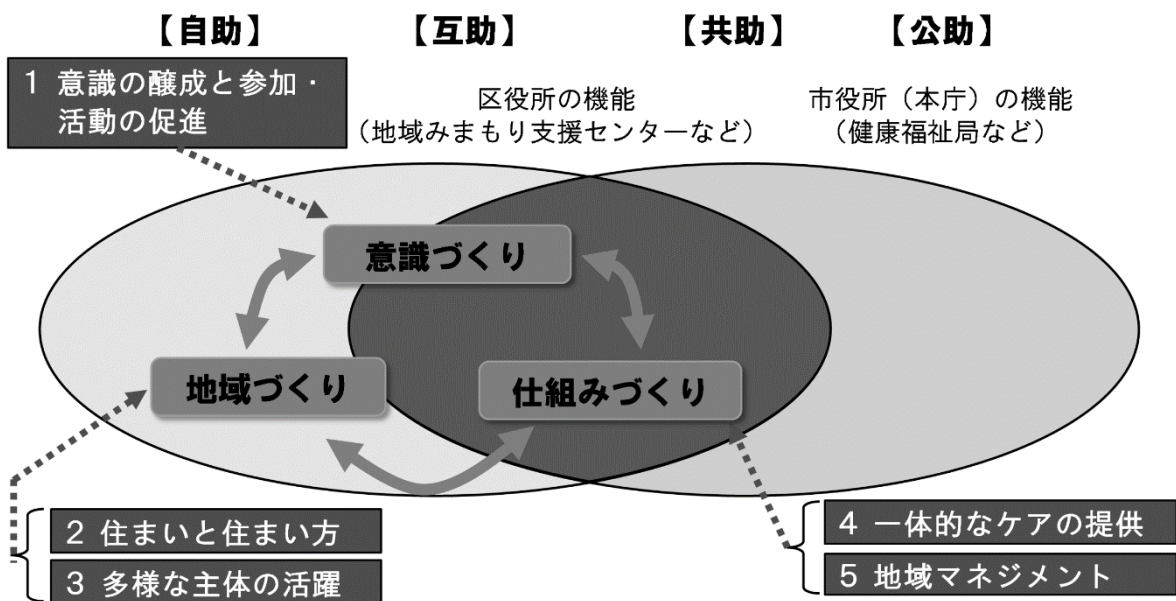 【自助】 【互助】 【共助】 【公助】
1 意識の醸成と参加・
活動の促進
区役所の機能
（地域みまもり支援センターなど）
市役所（本庁）の機能
（健康福祉局など）
意識づくり
地域づくり
仕組みづくり
2 住まいと住まい方
3 多様な主体の活躍
4 一体的なケアの提供
5 地域マネジメント